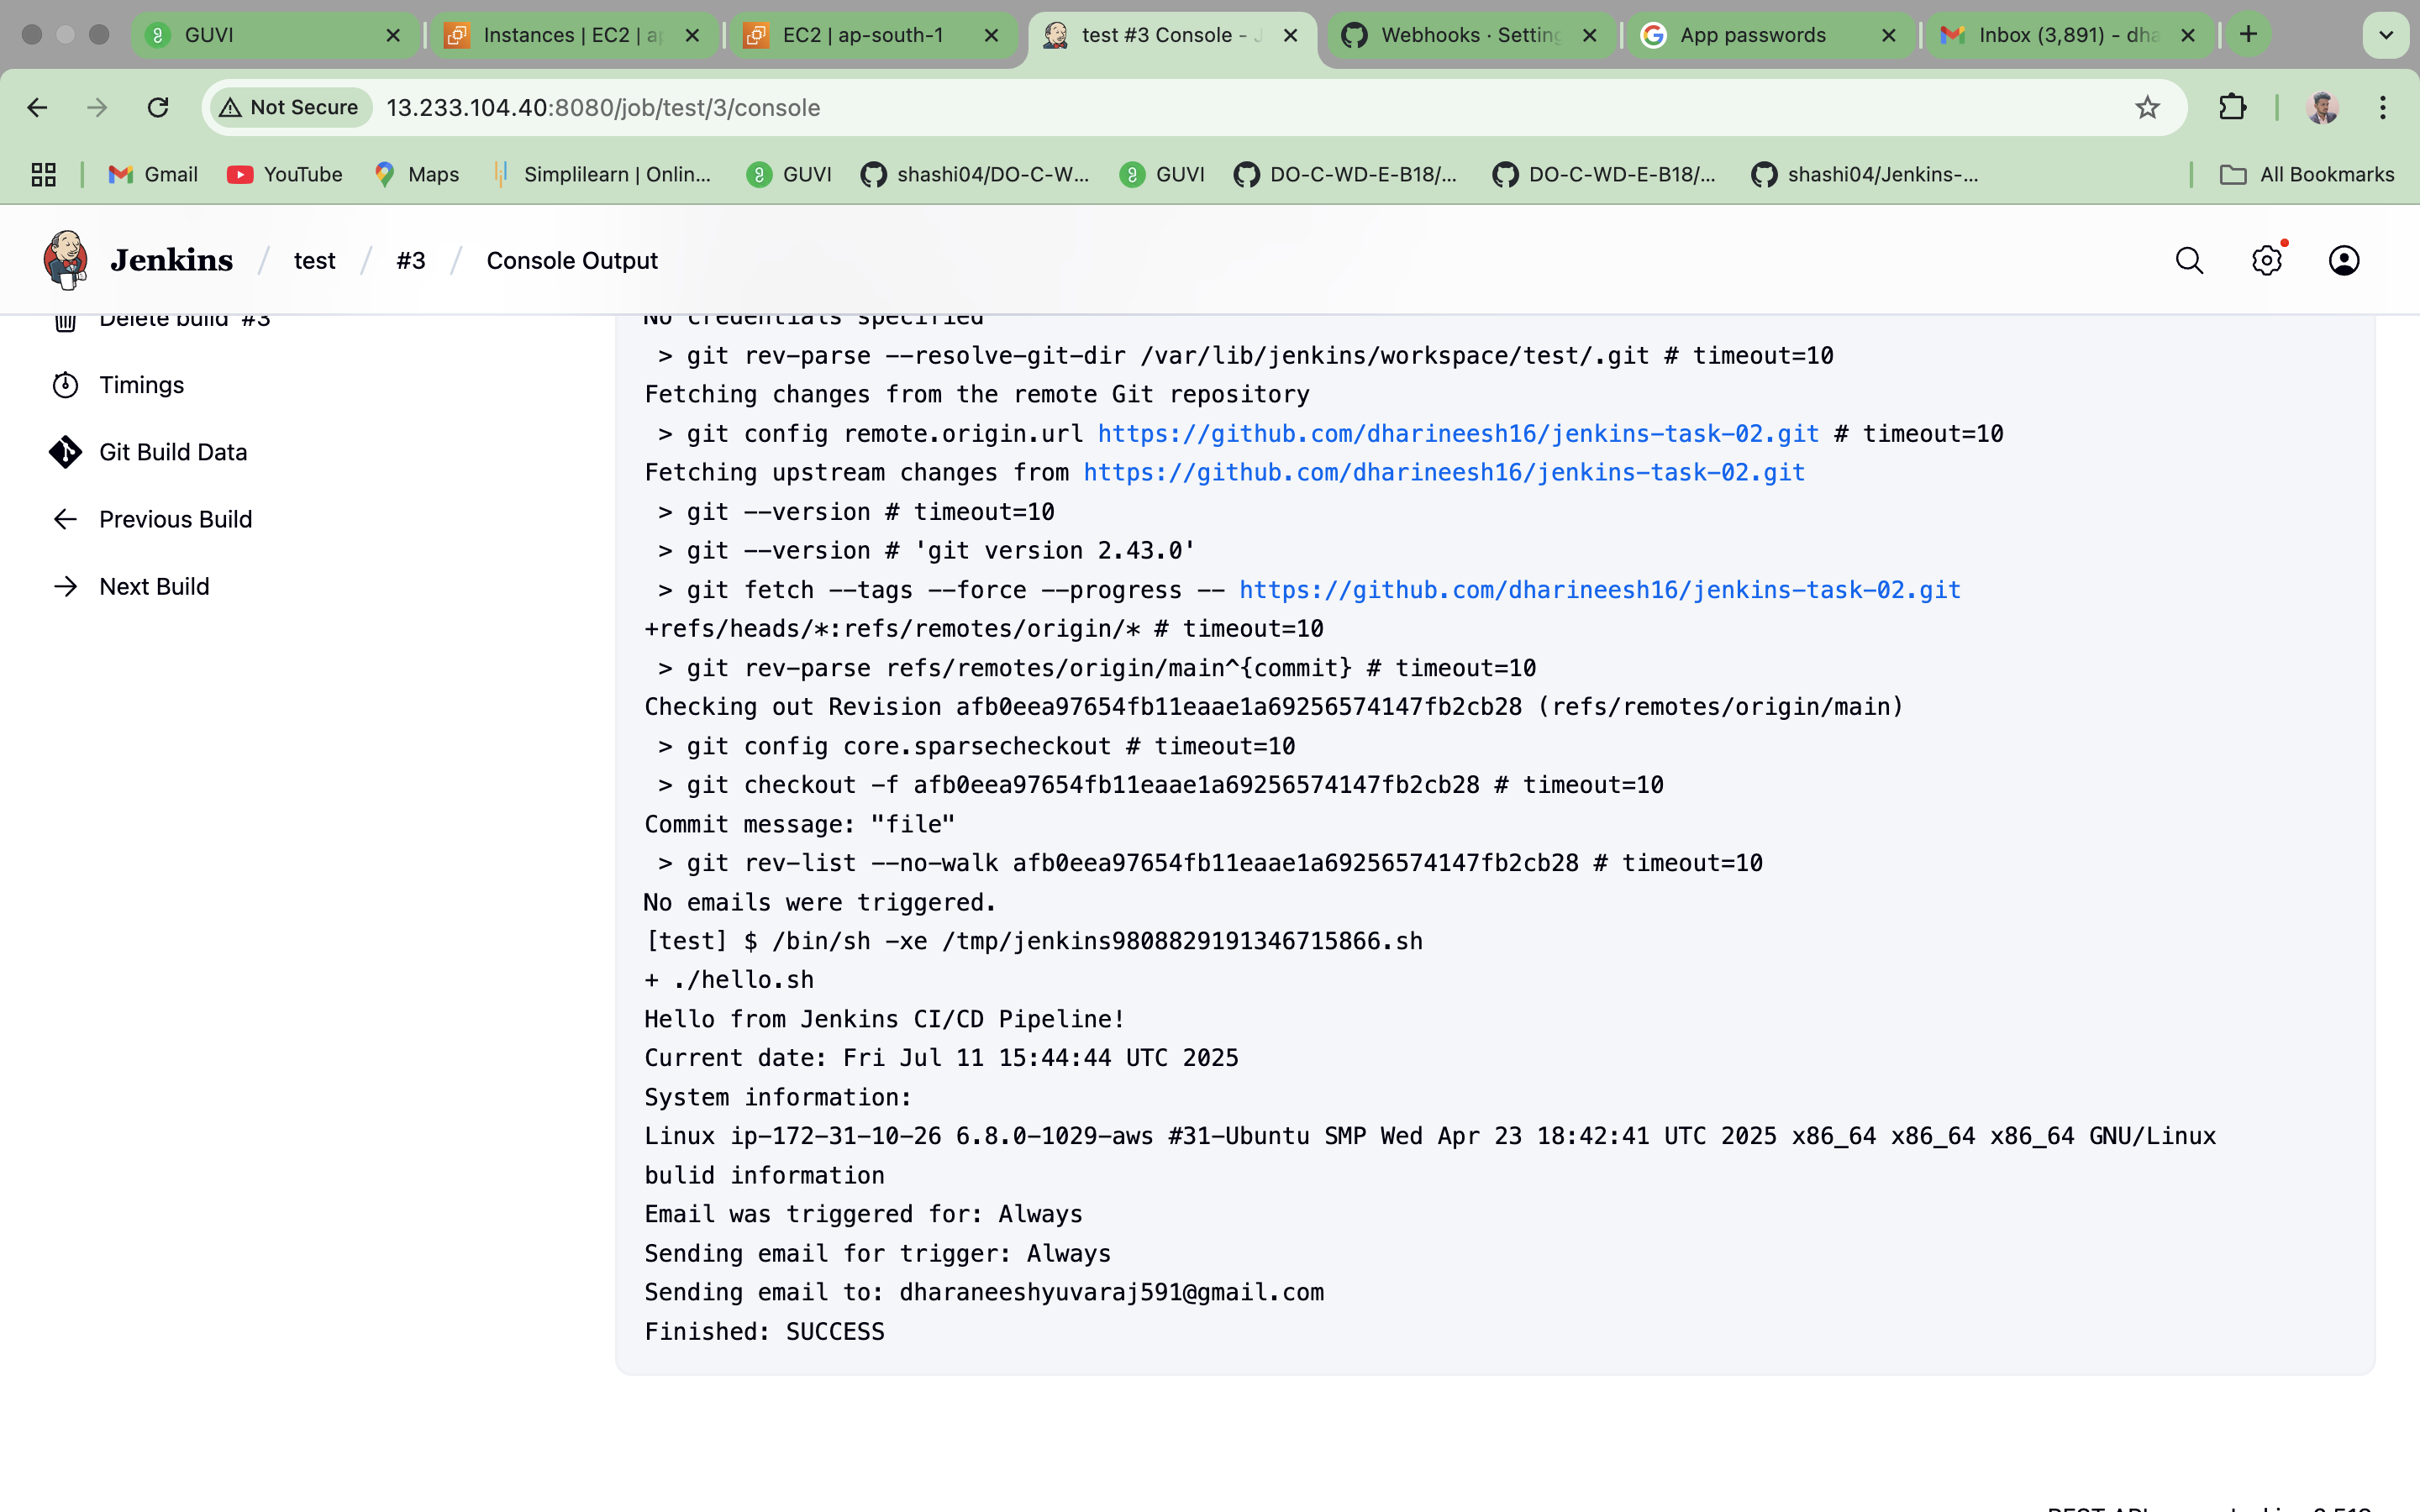 GUVI
Instances | EC2 | ap
EC2 | ap-south-1
test #3 Console - J
Webhooks · Setting
App passwords
Inbox (3,891) - dha
Not Secure
13.233.104.40:8080/job/test/3/console
Gmail
YouTube
Maps
Simplilearn | Onlin...
GUVI
shashi04/DO-C-W...
GUVI
DO-C-WD-E-B18/...
DO-C-WD-E-B18/...
shashi04/Jenkins-...
All Bookmarks
Jenkins / test / #3 / Console Output
Delete build '#3'
Timings
Git Build Data
Previous Build
Next Build
No credentials specified
> git rev-parse --resolve-git-dir /var/lib/jenkins/workspace/test/.git # timeout=10
Fetching changes from the remote Git repository
> git config remote.origin.url https://github.com/dharineesh16/jenkins-task-02.git # timeout=10
Fetching upstream changes from https://github.com/dharineesh16/jenkins-task-02.git
> git --version # timeout=10
> git --version # 'git version 2.43.0'
> git fetch --tags --force --progress -- https://github.com/dharineesh16/jenkins-task-02.git
+refs/heads/*:refs/remotes/origin/* # timeout=10
> git rev-parse refs/remotes/origin/main^{commit} # timeout=10
Checking out Revision afb0eea97654fb11eaae1a69256574147fb2cb28 (refs/remotes/origin/main)
> git config core.sparsecheckout # timeout=10
> git checkout -f afb0eea97654fb11eaae1a69256574147fb2cb28 # timeout=10
Commit message: "file"
> git rev-list --no-walk afb0eea97654fb11eaae1a69256574147fb2cb28 # timeout=10
No emails were triggered.
[test] $ /bin/sh -xe /tmp/jenkins9808829191346715866.sh
+ ./hello.sh
Hello from Jenkins CI/CD Pipeline!
Current date: Fri Jul 11 15:44:44 UTC 2025
System information:
Linux ip-172-31-10-26 6.8.0-1029-aws #31-Ubuntu SMP Wed Apr 23 18:42:41 UTC 2025 x86_64 x86_64 x86_64 GNU/Linux
bulid information
Email was triggered for: Always
Sending email for trigger: Always
Sending email to: dharaneeshyuvaraj591@gmail.com
Finished: SUCCESS